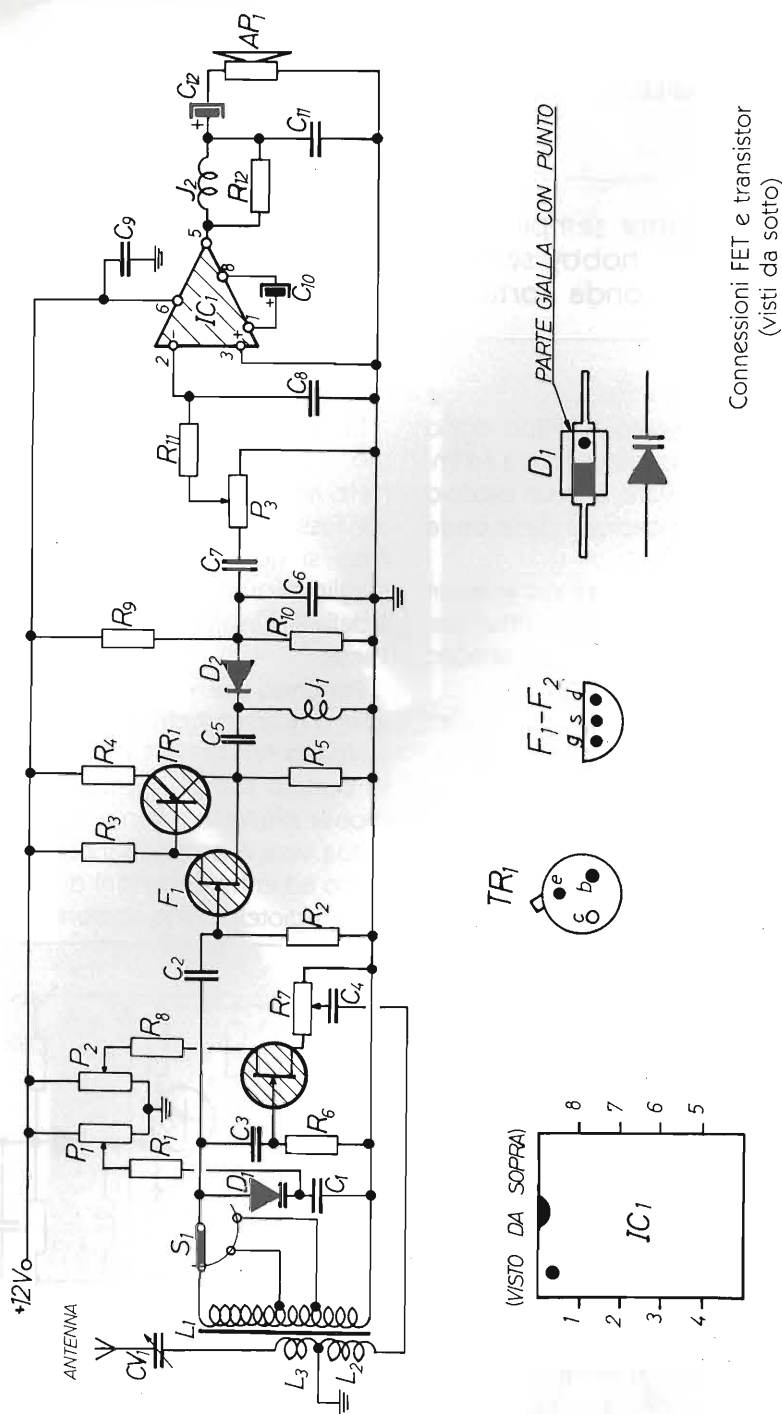 +12V
ANTENNA
CV1
L3
L2
L1
S1
D1
C1
P1
R1
P2
R8
C3
R6
R7
C4
C2
R2
F1
R3
R4
TR1
R5
C5
J1
D2
R9
R10
C6
C7
P3
R11
C8
2
-
3
+
6
IC1
1
8
5
C9
C10
+
J2
R12
C11
C12
+
AP1
(VISTO DA SOPRA)
1
2
3
4
IC1
8
7
6
5
TR1
e
b
c
F1-F2
g s d
D1
PARTE GIALLA CON PUNTO
Connessioni FET e transistor
(visti da sotto)